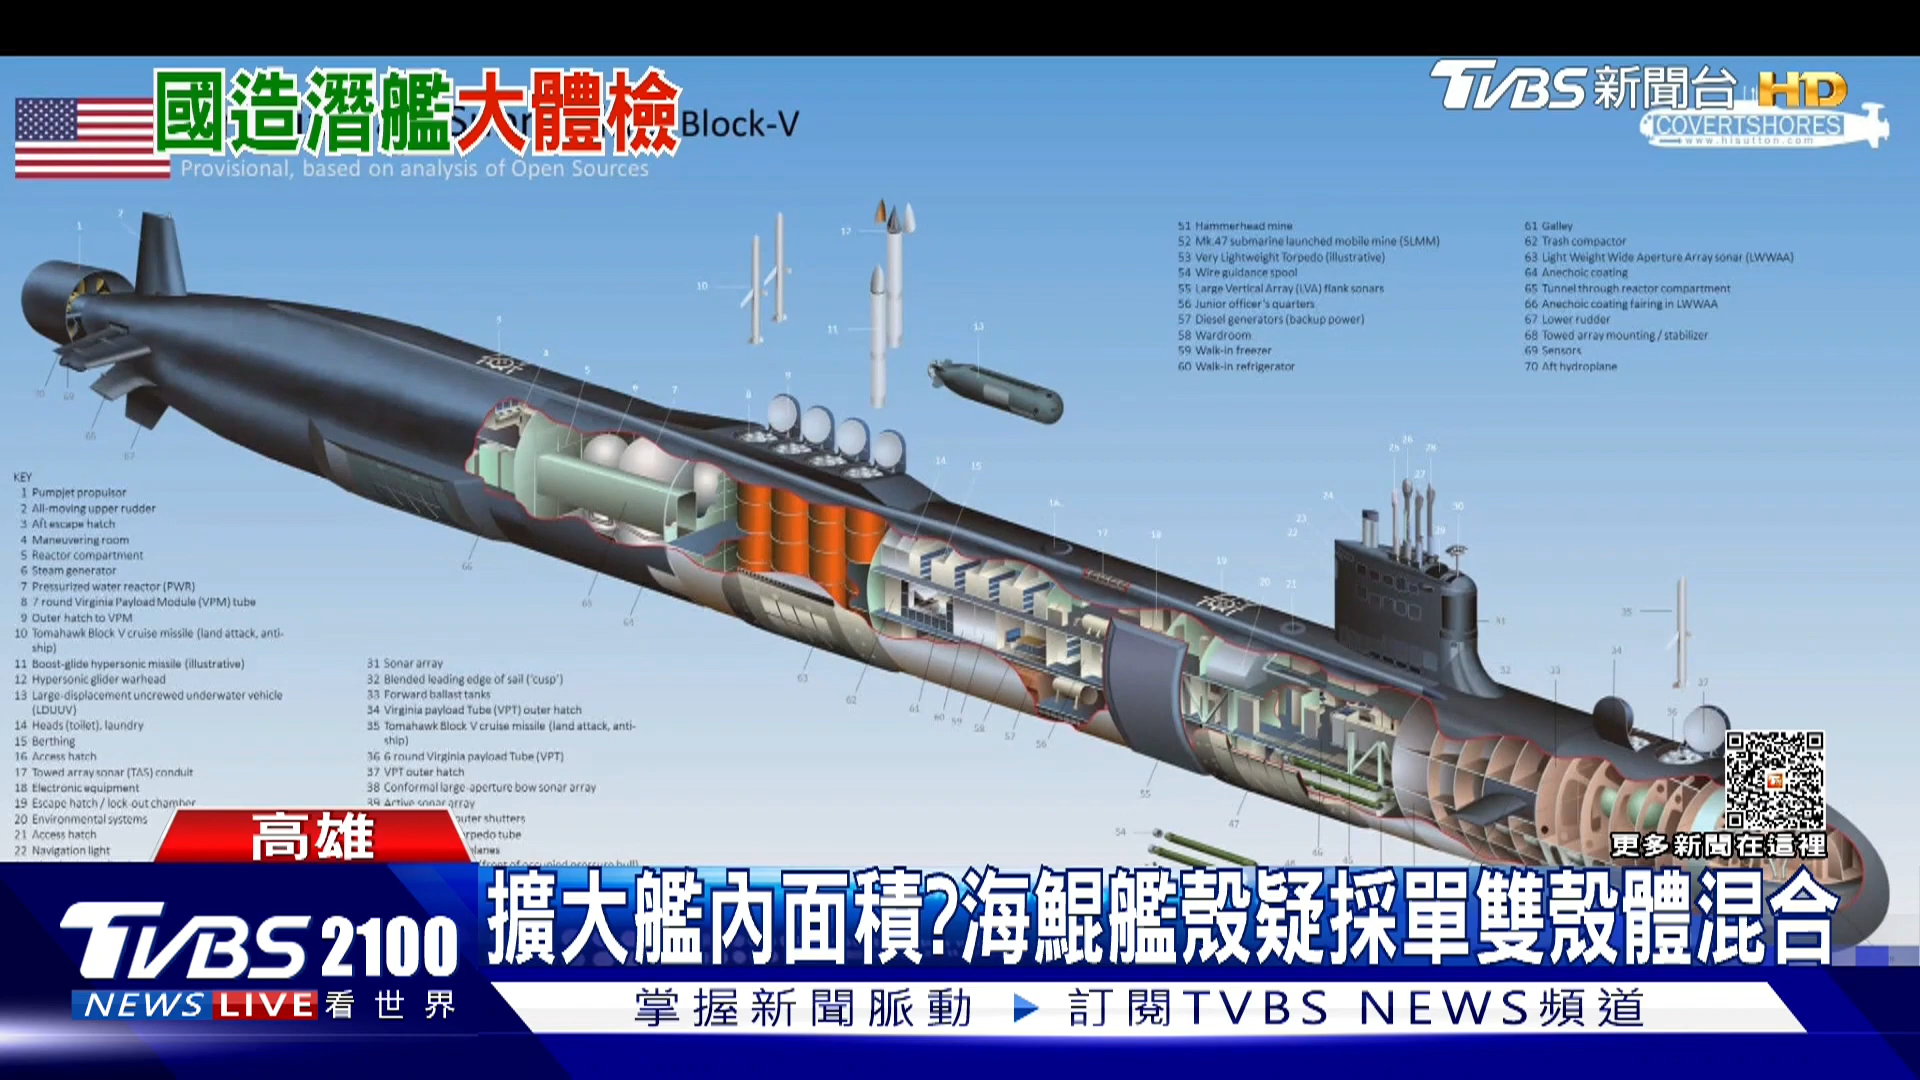 國造潛艦大體檢
Block-V
Provisional, based on analysis of Open Sources
TVBS新聞台 HD
COVERTSHORES
www.hisutton.com
51 Hammerhead mine
52 Mk.47 submarine launched mobile mine (SLMM)
53 Very Lightweight Torpedo (illustrative)
54 Wire guidance spool
55 Large Vertical Array (LVA) flank sonars
56 Junior officer's quarters
57 Diesel generators (backup power)
58 Wardroom
59 Walk-in freezer
60 Walk-in refrigerator
61 Galley
62 Trash compactor
63 Light Weight Wide Aperture Array sonar (LWWAA)
64 Anechoic coating
65 Tunnel through reactor compartment
66 Anechoic coating fairing in LWWAA
67 Lower rudder
68 Towed array mounting / stabilizer
69 Sensors
70 Aft hydroplane
KEY
1 Pumpjet propulsor
2 All-moving upper rudder
3 Aft escape hatch
4 Maneuvering room
5 Reactor compartment
6 Steam generator
7 Pressurized water reactor (PWR)
8 7 round Virginia Payload Module (VPM) tube
9 Outer hatch to VPM
10 Tomahawk Block V cruise missile (land attack, anti-
ship)
11 Boost-glide hypersonic missile (illustrative)
12 Hypersonic glider warhead
13 Large-displacement uncrewed underwater vehicle
(LDUUV)
14 Heads (toilet), laundry
15 Berthing
16 Access hatch
17 Towed array sonar (TAS) conduit
18 Electronic equipment
19 Escape hatch / lock-out chamber
20 Environmental systems
21 Access hatch
22 Navigation light
31 Sonar array
32 Blended leading edge of sail ('cusp')
33 Forward ballast tanks
34 Virginia payload Tube (VPT) outer hatch
35 Tomahawk Block V cruise missile (land attack, anti-
ship)
36 6 round Virginia payload Tube (VPT)
37 VPT outer hatch
38 Conformal large-aperture bow sonar array
39 Active sonar array
outer shutters
rpedo tube
planes
(front of occupied pressure hull)
更多新聞在這裡
高雄
擴大艦內面積?海鯤艦殼疑採單雙殼體混合
TVBS 2100
NEWS LIVE 看世界
掌握新聞脈動 ▶ 訂閱TVBS NEWS頻道